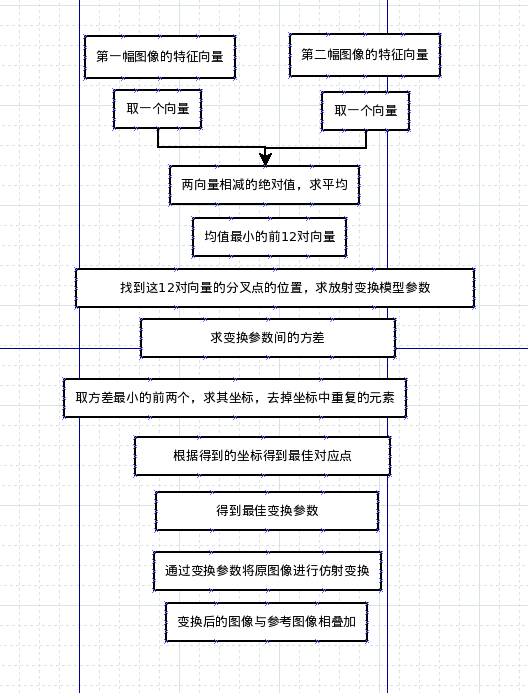 第一幅图像的特征向量
第二幅图像的特征向量
取一个向量
取一个向量
两向量相减的绝对值，求平均
均值最小的前12对向量
找到这12对向量的分叉点的位置，求放射变换模型参数
求变换参数间的方差
取方差最小的前两个，求其坐标，去掉坐标中重复的元素
根据得到的坐标得到最佳对应点
得到最佳变换参数
通过变换参数将原图像进行仿射变换
变换后的图像与参考图像相叠加